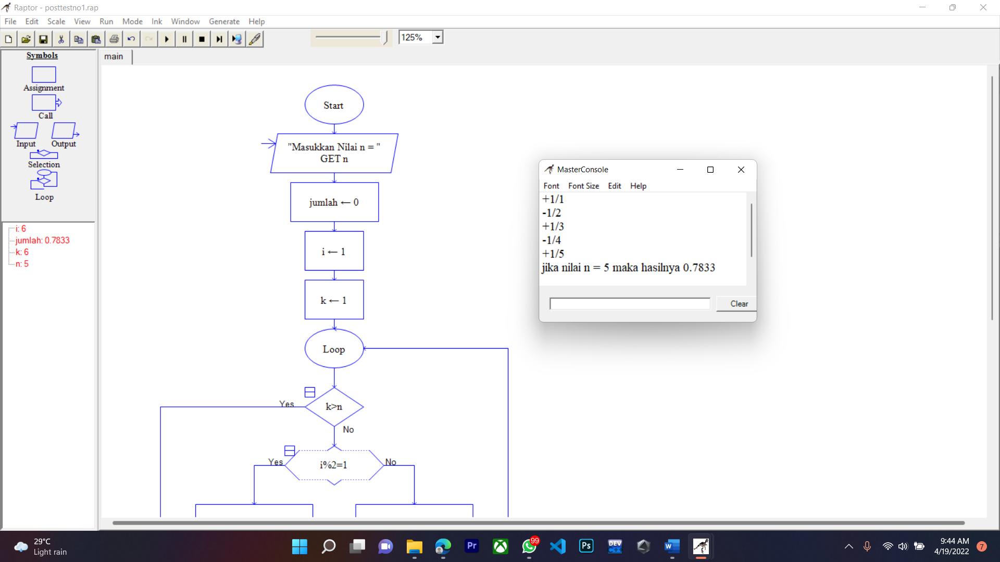 Raptor - posttestno1.rap
File Edit Scale View Run Mode Ink Window Generate Help
125%
Symbols
Assignment
Call
Input Output
Selection
Loop
i: 6
jumlah: 0.7833
k: 6
n: 5
main
Start
"Masukkan Nilai n = "
GET n
jumlah ← 0
i ← 1
k ← 1
Loop
Yes
k>n
No
Yes
i%2=1
No
MasterConsole
Font Font Size Edit Help
+1/1
-1/2
+1/3
-1/4
+1/5
jika nilai n = 5 maka hasilnya 0.7833
Clear
29°C
Light rain
Pr
99
Ps
DEV
C++
W
9:44 AM
4/19/2022
7